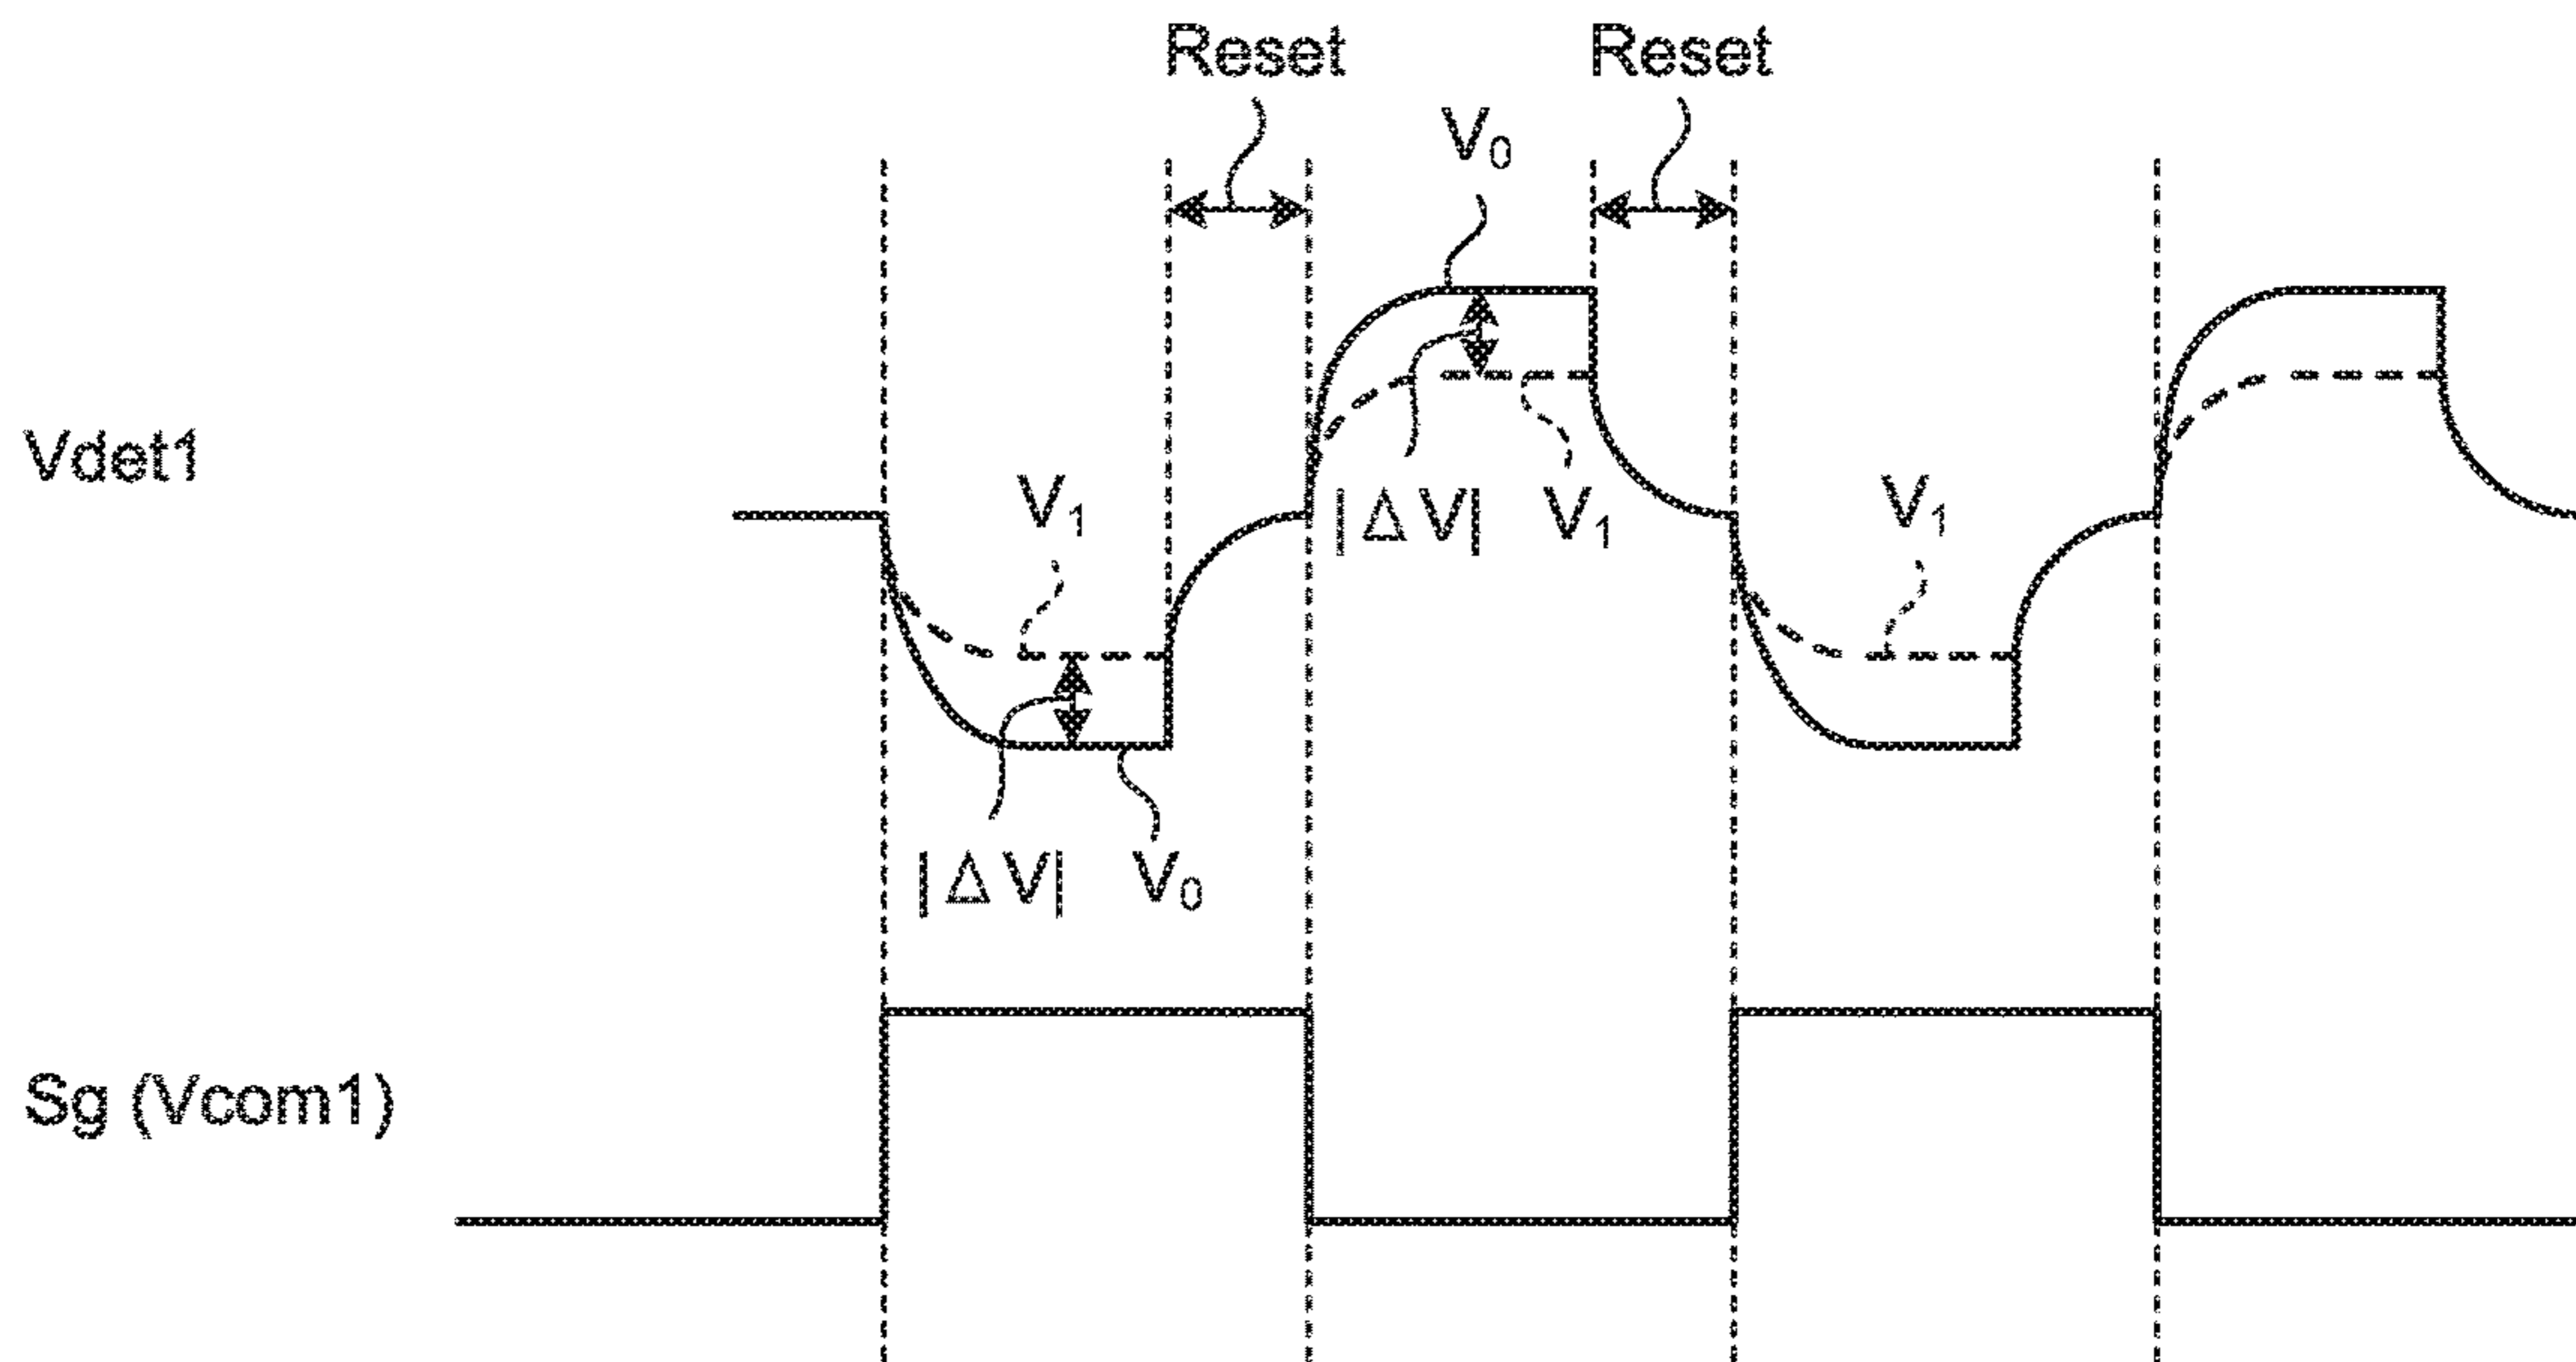 Reset Reset
V₀
Vdet1
V₁ |ΔV| V₁ V₁
|ΔV| V₀
Sg (Vcom1)